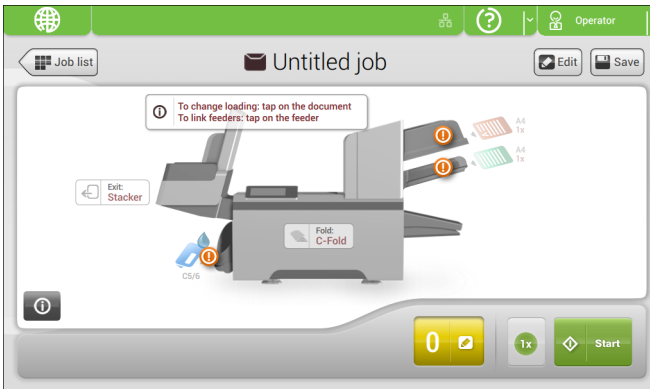 Operator
Job list
Untitled job
Edit
Save
To change loading: tap on the document
To link feeders: tap on the feeder
A4
1x
A4
1x
Exit:
Stacker
Fold:
C-Fold
C5/6
0
1x
Start